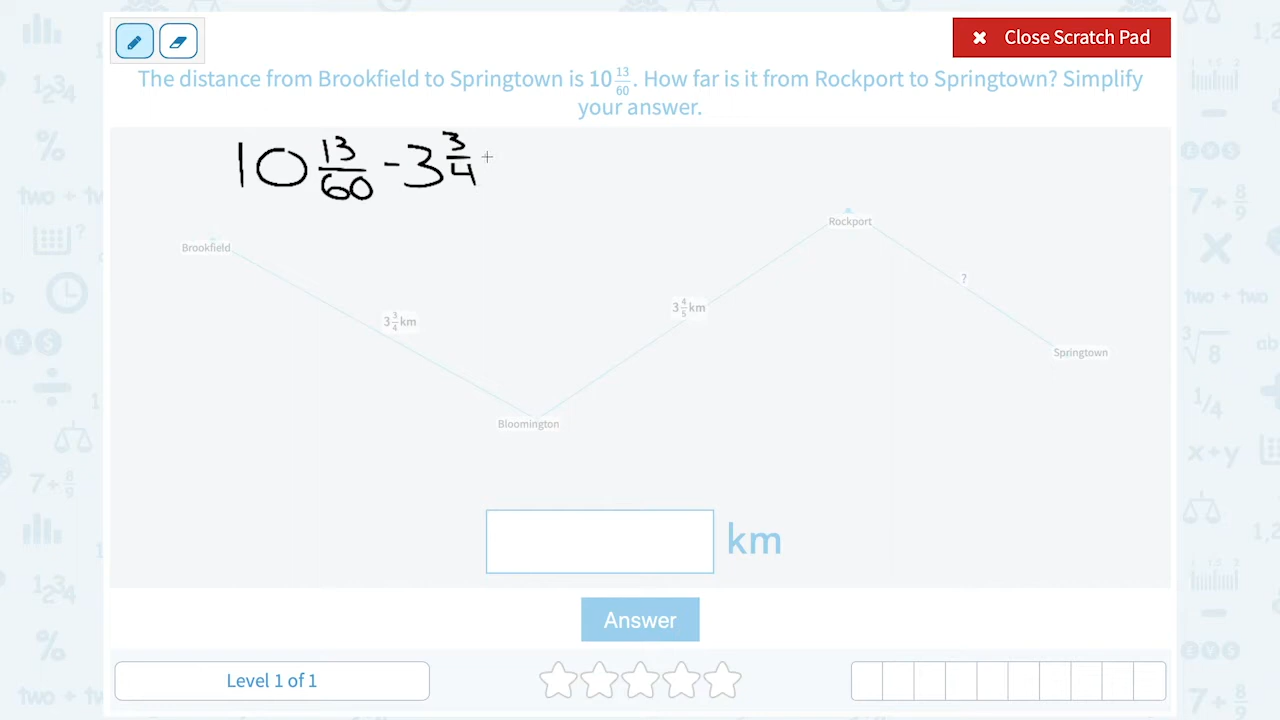 Close Scratch Pad
The distance from Brookfield to Springtown is 10 13/60. How far is it from Rockport to Springtown? Simplify
your answer.
10 13/60 - 3 3/4
Rockport
Brookfield
?
3 4/5 km
3 3/4 km
Springtown
Bloomington
km
Answer
Level 1 of 1